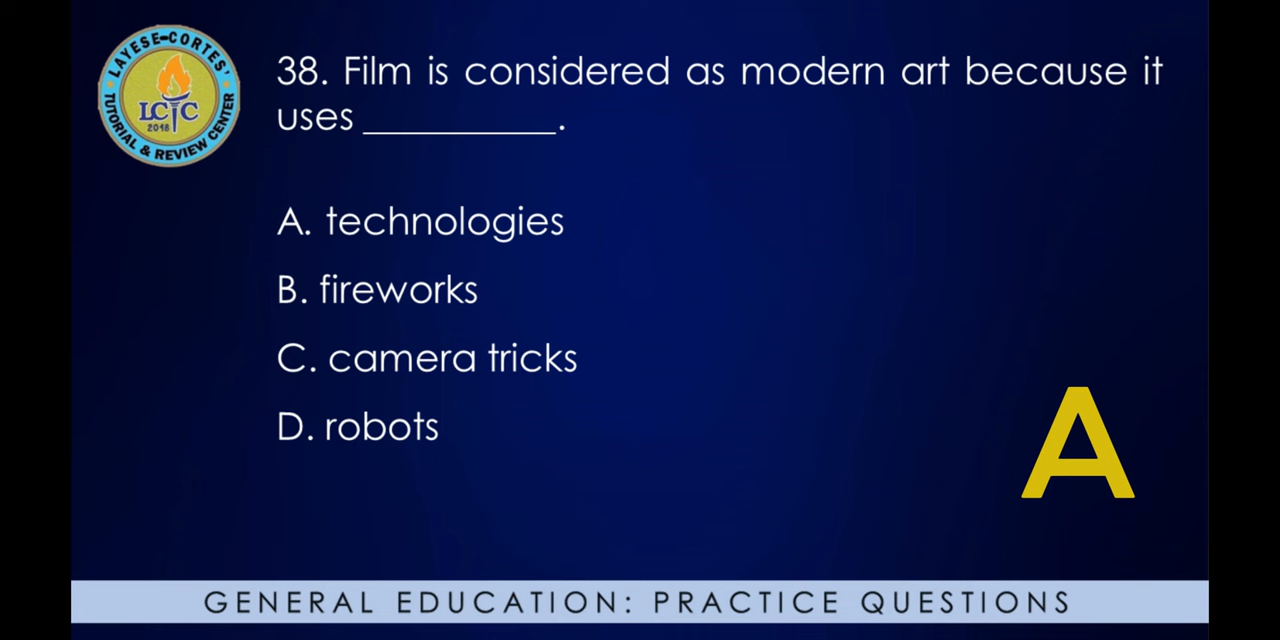 LAYESE-CORTES'
LCTC
2018
TUTORIAL & REVIEW CENTER
38. Film is considered as modern art because it
uses __________.
A. technologies
B. fireworks
C. camera tricks
D. robots
A
GENERAL EDUCATION: PRACTICE QUESTIONS